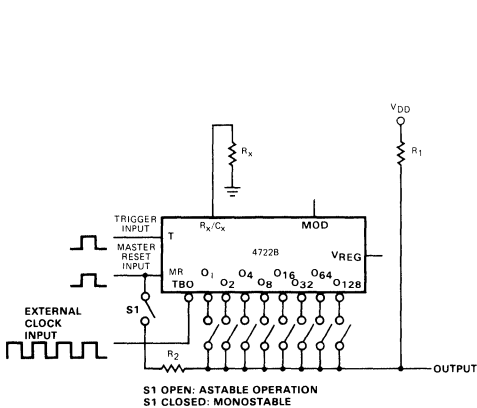 VDD
Rx
R1
Rx/Cx
MOD
TRIGGER
INPUT
T
4722B
VREG
MASTER
RESET
INPUT
MR
O1 O4 O16 O64
TBO O2 O8 O32 O128
S1
EXTERNAL
CLOCK
INPUT
R2
OUTPUT
S1 OPEN: ASTABLE OPERATION
S1 CLOSED: MONOSTABLE